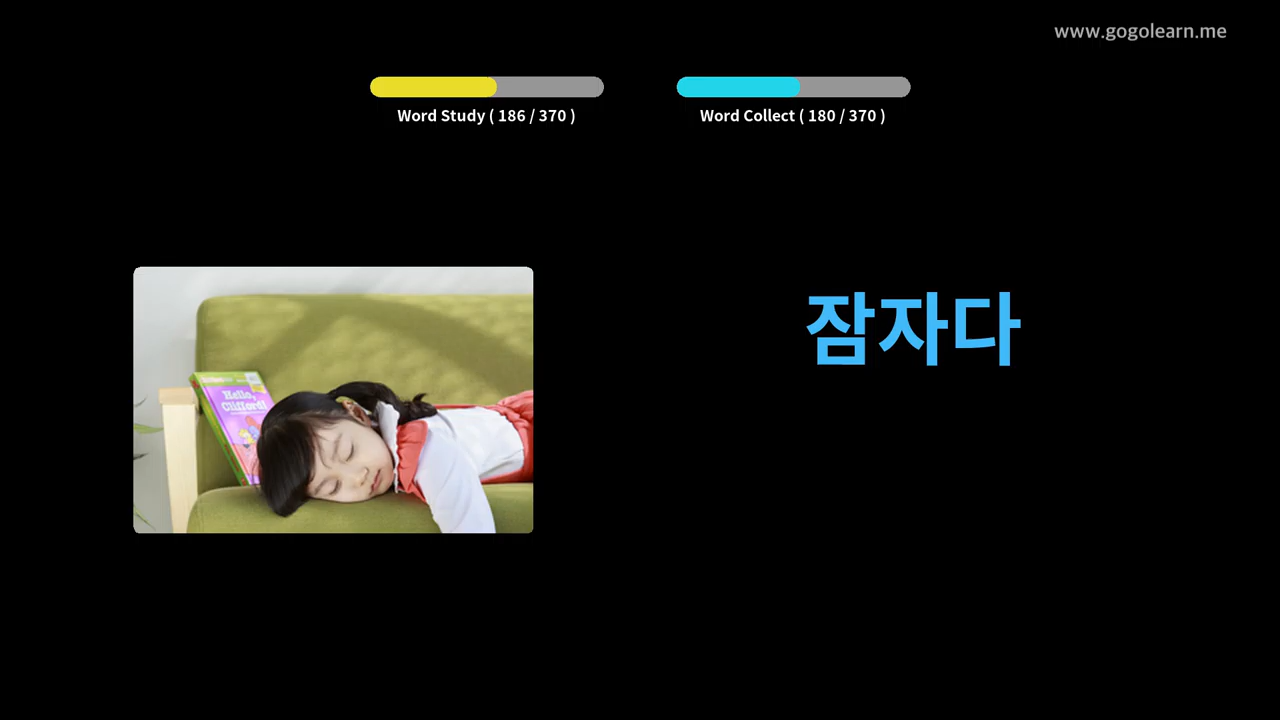 www.gogolearn.me
Word Study ( 186 / 370 )
Word Collect ( 180 / 370 )
잠자다
Hello,
Clifford!